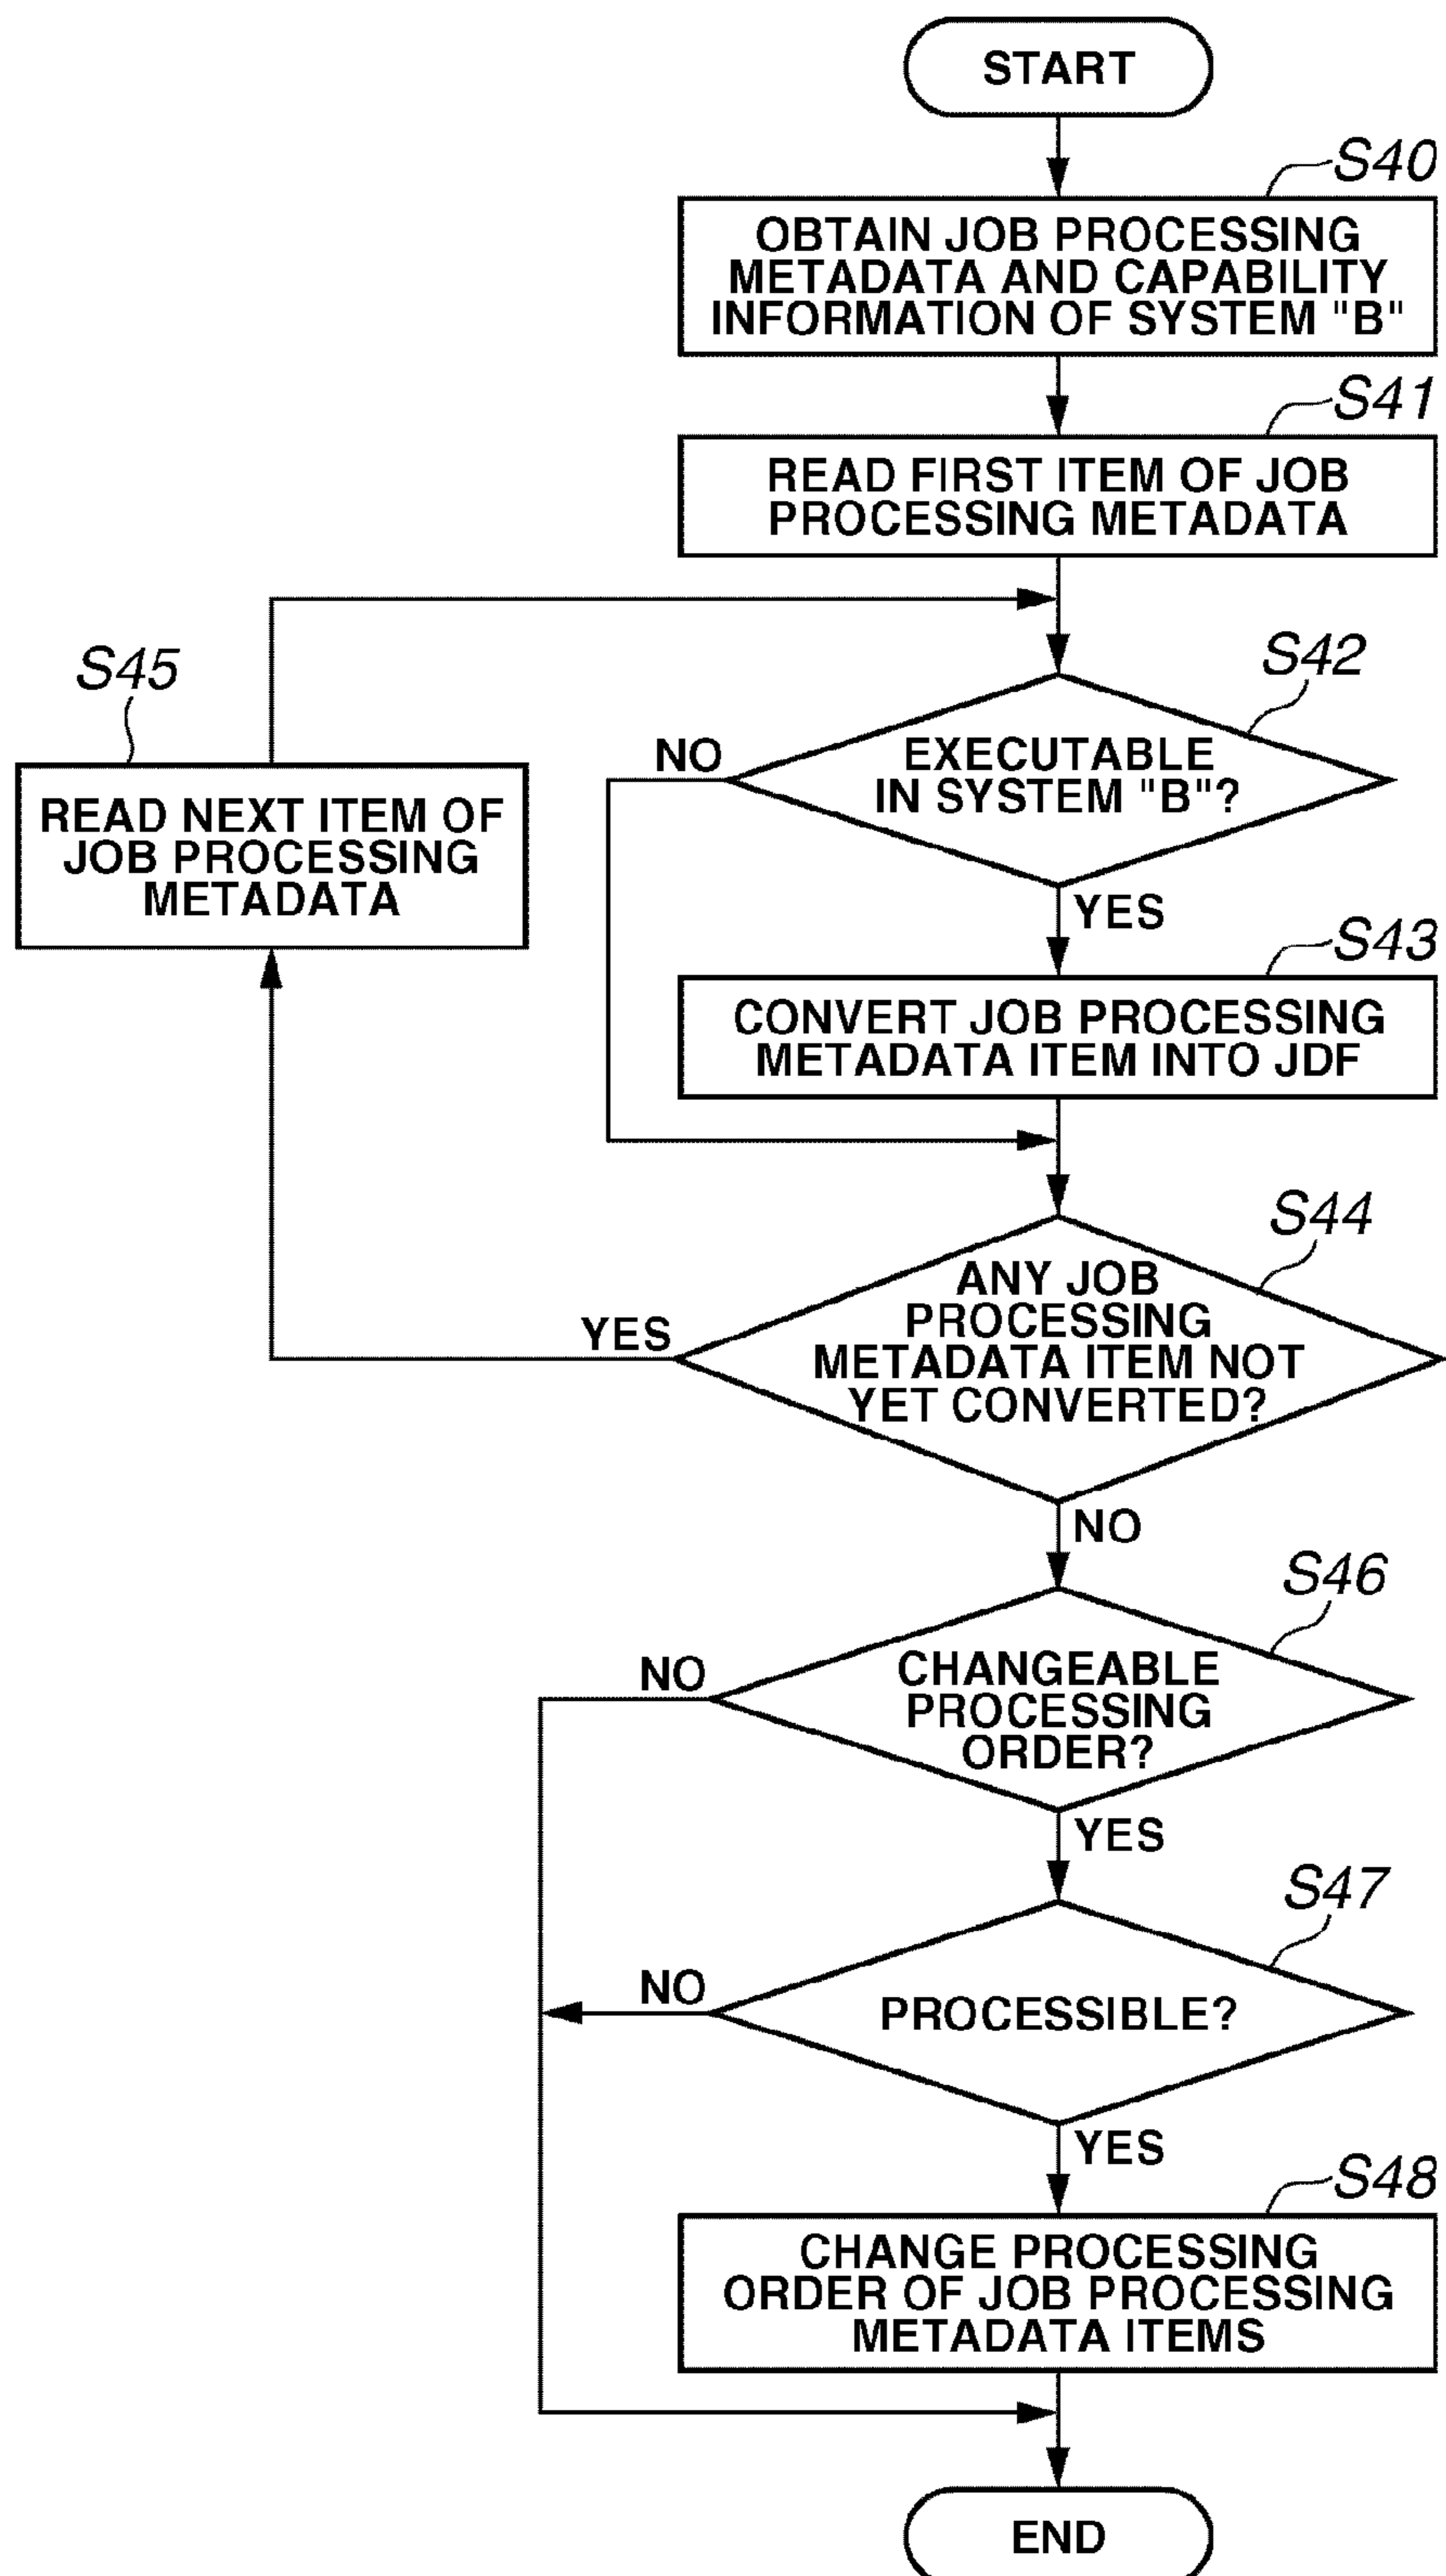 START
S40
OBTAIN JOB PROCESSING
METADATA AND CAPABILITY
INFORMATION OF SYSTEM "B"
S41
READ FIRST ITEM OF JOB
PROCESSING METADATA
S42
EXECUTABLE
IN SYSTEM "B"?
NO
YES
S45
READ NEXT ITEM OF
JOB PROCESSING
METADATA
S43
CONVERT JOB PROCESSING
METADATA ITEM INTO JDF
S44
ANY JOB
PROCESSING
METADATA ITEM NOT
YET CONVERTED?
YES
NO
S46
CHANGEABLE
PROCESSING
ORDER?
NO
YES
S47
PROCESSIBLE?
NO
YES
S48
CHANGE PROCESSING
ORDER OF JOB PROCESSING
METADATA ITEMS
END